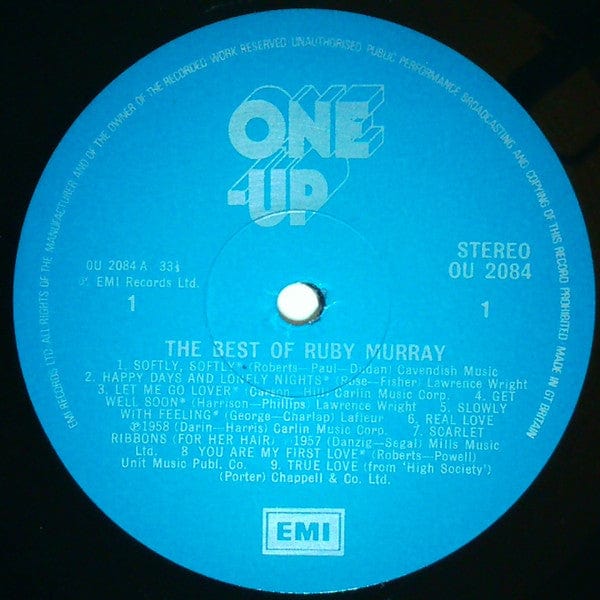 EMI RECORDS LTD ALL RIGHTS OF THE MANUFACTURER AND OF THE OWNER OF THE RECORDED WORK RESERVED UNAUTHORISED PUBLIC PERFORMANCE BROADCASTING AND COPYING OF THIS RECORD PROHIBITED MADE IN GT BRITAIN
ONE
-UP
OU 2084 A 33⅓
℗ EMI Records Ltd.
1
STEREO
OU 2084
1
THE BEST OF RUBY MURRAY
1. SOFTLY, SOFTLY* (Roberts—Paul—Dudan) Cavendish Music
2. HAPPY DAYS AND LONELY NIGHTS* (Rose—Fisher) Lawrence Wright
3. LET ME GO LOVER* (Carson—Hill) Carlin Music Corp. 4. GET
WELL SOON* (Harrison—Phillips) Lawrence Wright 5. SLOWLY
WITH FEELING* (George—Charlap) Lafleur 6. REAL LOVE
℗1958 (Darin—Harris) Carlin Music Corp. 7. SCARLET
RIBBONS (FOR HER HAIR) ℗1957 (Danzig—Segal) Mills Music
Ltd. 8 YOU ARE MY FIRST LOVE* (Roberts—Powell)
Unit Music Publ. Co. 9. TRUE LOVE (from 'High Society')
(Porter) Chappell & Co. Ltd.
EMI